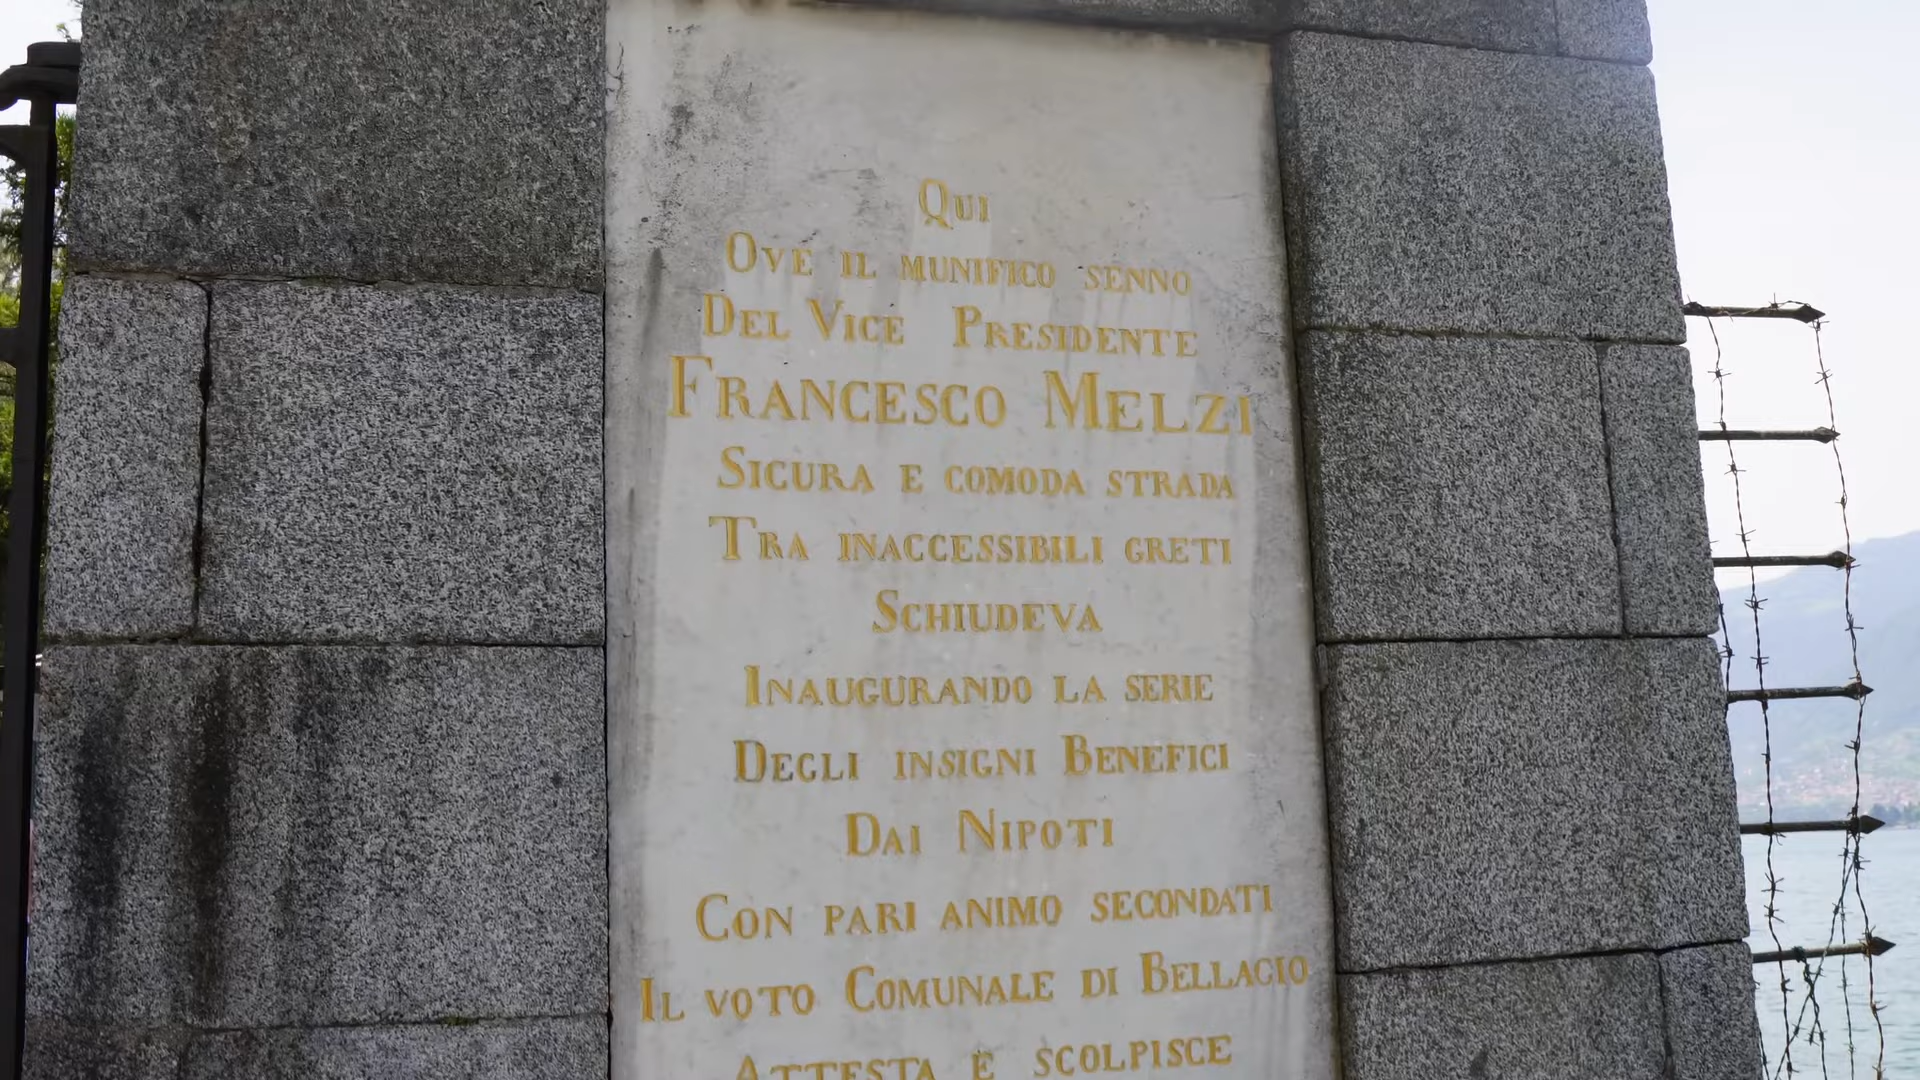 QUI
OVE IL MUNIFICO SENNO
DEL VICE PRESIDENTE
FRANCESCO MELZI
SICURA E COMODA STRADA
TRA INACCESSIBILI GRETI
SCHIUDEVA
INAUGURANDO LA SERIE
DEGLI INSIGNI BENEFICI
DAI NIPOTI
CON PARI ANIMO SECONDATI
IL VOTO COMUNALE DI BELLAGIO
ATTESTA E SCOLPISCE